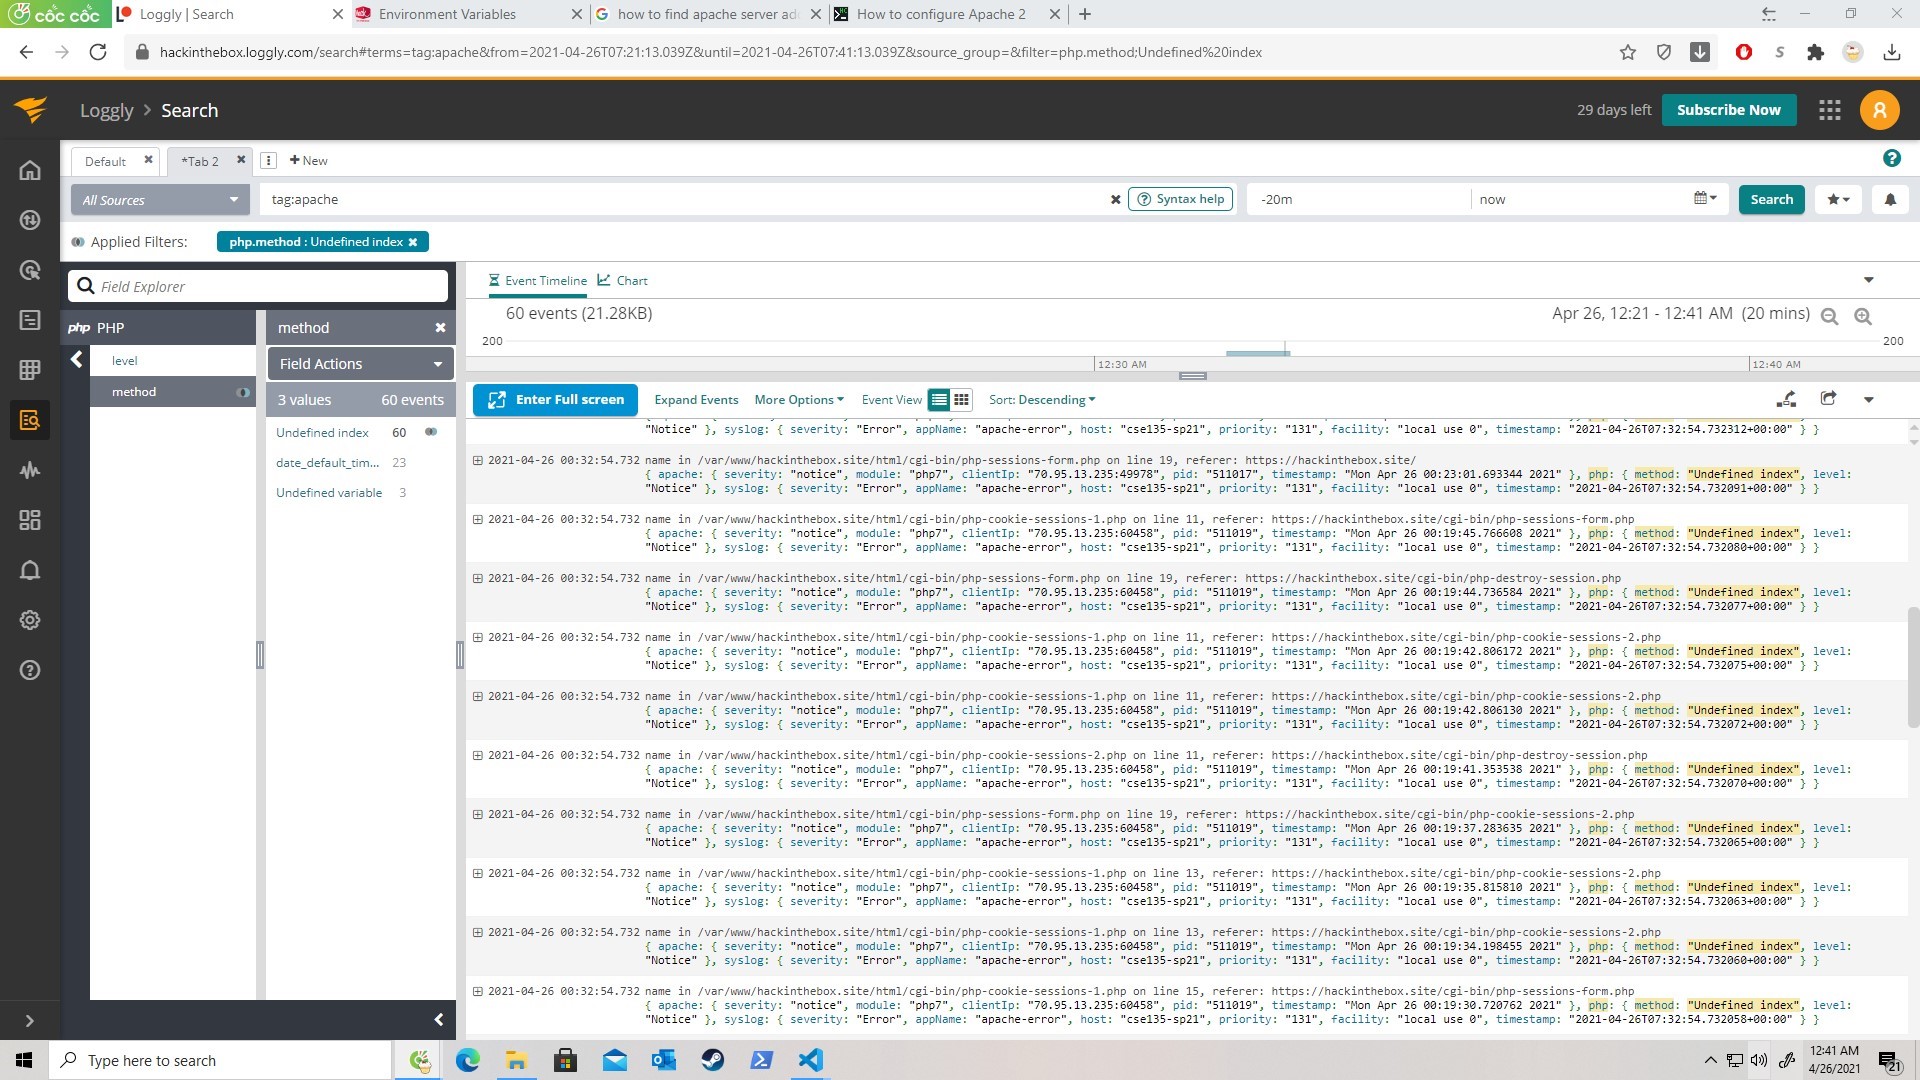 cốc cốc
Loggly | Search
Environment Variables
how to find apache server ad
How to configure Apache 2
hackinthebox.loggly.com/search#terms=tag:apache&from=2021-04-26T07:21:13.039Z&until=2021-04-26T07:41:13.039Z&source_group=&filter=php.method;Undefined%20index
Loggly > Search
29 days left
Subscribe Now
Default
*Tab 2
+ New
All Sources
tag:apache
Syntax help
-20m
now
Search
Applied Filters:
php.method : Undefined index
Field Explorer
Event Timeline
Chart
php PHP
method
60 events (21.28KB)
Apr 26, 12:21 - 12:41 AM (20 mins)
200
200
level
Field Actions
12:30 AM
12:40 AM
method
3 values
60 events
Enter Full screen
Expand Events
More Options
Event View
Sort: Descending
Undefined index 60
date_default_tim... 23
Undefined variable 3
"Notice" }, syslog: { severity: "Error", appName: "apache-error", host: "cse135-sp21", priority: "131", facility: "local use 0", timestamp: "2021-04-26T07:32:54.732312+00:00" } }
2021-04-26 00:32:54.732 name in /var/www/hackinthebox.site/html/cgi-bin/php-sessions-form.php on line 19, referer: https://hackinthebox.site/
{ apache: { severity: "notice", module: "php7", clientIp: "70.95.13.235:49978", pid: "511017", timestamp: "Mon Apr 26 00:23:01.693344 2021" }, php: { method: "Undefined index", level:
"Notice" }, syslog: { severity: "Error", appName: "apache-error", host: "cse135-sp21", priority: "131", facility: "local use 0", timestamp: "2021-04-26T07:32:54.732091+00:00" } }
2021-04-26 00:32:54.732 name in /var/www/hackinthebox.site/html/cgi-bin/php-cookie-sessions-1.php on line 11, referer: https://hackinthebox.site/cgi-bin/php-sessions-form.php
{ apache: { severity: "notice", module: "php7", clientIp: "70.95.13.235:60458", pid: "511019", timestamp: "Mon Apr 26 00:19:45.766608 2021" }, php: { method: "Undefined index", level:
"Notice" }, syslog: { severity: "Error", appName: "apache-error", host: "cse135-sp21", priority: "131", facility: "local use 0", timestamp: "2021-04-26T07:32:54.732080+00:00" } }
2021-04-26 00:32:54.732 name in /var/www/hackinthebox.site/html/cgi-bin/php-sessions-form.php on line 19, referer: https://hackinthebox.site/cgi-bin/php-destroy-session.php
{ apache: { severity: "notice", module: "php7", clientIp: "70.95.13.235:60458", pid: "511019", timestamp: "Mon Apr 26 00:19:44.736584 2021" }, php: { method: "Undefined index", level:
"Notice" }, syslog: { severity: "Error", appName: "apache-error", host: "cse135-sp21", priority: "131", facility: "local use 0", timestamp: "2021-04-26T07:32:54.732077+00:00" } }
2021-04-26 00:32:54.732 name in /var/www/hackinthebox.site/html/cgi-bin/php-cookie-sessions-1.php on line 11, referer: https://hackinthebox.site/cgi-bin/php-cookie-sessions-2.php
{ apache: { severity: "notice", module: "php7", clientIp: "70.95.13.235:60458", pid: "511019", timestamp: "Mon Apr 26 00:19:42.806172 2021" }, php: { method: "Undefined index", level:
"Notice" }, syslog: { severity: "Error", appName: "apache-error", host: "cse135-sp21", priority: "131", facility: "local use 0", timestamp: "2021-04-26T07:32:54.732075+00:00" } }
2021-04-26 00:32:54.732 name in /var/www/hackinthebox.site/html/cgi-bin/php-cookie-sessions-1.php on line 11, referer: https://hackinthebox.site/cgi-bin/php-cookie-sessions-2.php
{ apache: { severity: "notice", module: "php7", clientIp: "70.95.13.235:60458", pid: "511019", timestamp: "Mon Apr 26 00:19:42.806130 2021" }, php: { method: "Undefined index", level:
"Notice" }, syslog: { severity: "Error", appName: "apache-error", host: "cse135-sp21", priority: "131", facility: "local use 0", timestamp: "2021-04-26T07:32:54.732072+00:00" } }
2021-04-26 00:32:54.732 name in /var/www/hackinthebox.site/html/cgi-bin/php-cookie-sessions-2.php on line 11, referer: https://hackinthebox.site/cgi-bin/php-destroy-session.php
{ apache: { severity: "notice", module: "php7", clientIp: "70.95.13.235:60458", pid: "511019", timestamp: "Mon Apr 26 00:19:41.353538 2021" }, php: { method: "Undefined index", level:
"Notice" }, syslog: { severity: "Error", appName: "apache-error", host: "cse135-sp21", priority: "131", facility: "local use 0", timestamp: "2021-04-26T07:32:54.732070+00:00" } }
2021-04-26 00:32:54.732 name in /var/www/hackinthebox.site/html/cgi-bin/php-sessions-form.php on line 19, referer: https://hackinthebox.site/cgi-bin/php-cookie-sessions-2.php
{ apache: { severity: "notice", module: "php7", clientIp: "70.95.13.235:60458", pid: "511019", timestamp: "Mon Apr 26 00:19:37.283635 2021" }, php: { method: "Undefined index", level:
"Notice" }, syslog: { severity: "Error", appName: "apache-error", host: "cse135-sp21", priority: "131", facility: "local use 0", timestamp: "2021-04-26T07:32:54.732065+00:00" } }
2021-04-26 00:32:54.732 name in /var/www/hackinthebox.site/html/cgi-bin/php-cookie-sessions-1.php on line 13, referer: https://hackinthebox.site/cgi-bin/php-cookie-sessions-2.php
{ apache: { severity: "notice", module: "php7", clientIp: "70.95.13.235:60458", pid: "511019", timestamp: "Mon Apr 26 00:19:35.815810 2021" }, php: { method: "Undefined index", level:
"Notice" }, syslog: { severity: "Error", appName: "apache-error", host: "cse135-sp21", priority: "131", facility: "local use 0", timestamp: "2021-04-26T07:32:54.732063+00:00" } }
2021-04-26 00:32:54.732 name in /var/www/hackinthebox.site/html/cgi-bin/php-cookie-sessions-1.php on line 13, referer: https://hackinthebox.site/cgi-bin/php-cookie-sessions-2.php
{ apache: { severity: "notice", module: "php7", clientIp: "70.95.13.235:60458", pid: "511019", timestamp: "Mon Apr 26 00:19:34.198455 2021" }, php: { method: "Undefined index", level:
"Notice" }, syslog: { severity: "Error", appName: "apache-error", host: "cse135-sp21", priority: "131", facility: "local use 0", timestamp: "2021-04-26T07:32:54.732060+00:00" } }
2021-04-26 00:32:54.732 name in /var/www/hackinthebox.site/html/cgi-bin/php-cookie-sessions-1.php on line 15, referer: https://hackinthebox.site/cgi-bin/php-sessions-form.php
{ apache: { severity: "notice", module: "php7", clientIp: "70.95.13.235:60458", pid: "511019", timestamp: "Mon Apr 26 00:19:30.720762 2021" }, php: { method: "Undefined index", level:
"Notice" }, syslog: { severity: "Error", appName: "apache-error", host: "cse135-sp21", priority: "131", facility: "local use 0", timestamp: "2021-04-26T07:32:54.732058+00:00" } }
Type here to search
12:41 AM
4/26/2021
21